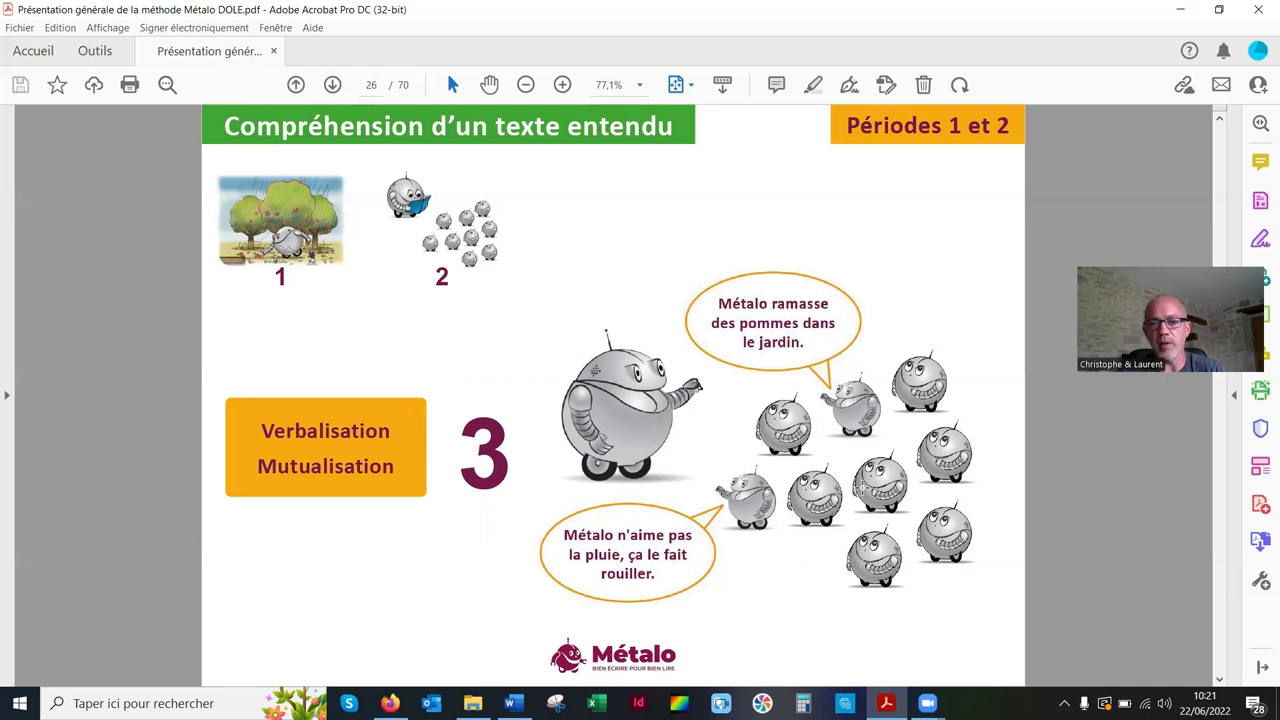 Présentation générale de la méthode Métalo DOLE.pdf - Adobe Acrobat Pro DC (32-bit)
Fichier Edition Affichage Signer électroniquement Fenêtre Aide
Accueil Outils Présentation génér... ×
26 / 70 77,1%
Compréhension d'un texte entendu
Périodes 1 et 2
1
2
Métalo ramasse
des pommes dans
le jardin.
Christophe & Laurent
Verbalisation
Mutualisation
3
Métalo n'aime pas
la pluie, ça le fait
rouiller.
Métalo
BIEN ÉCRIRE POUR BIEN LIRE
Taperici pour rechercher
10:21
22/06/2022
28